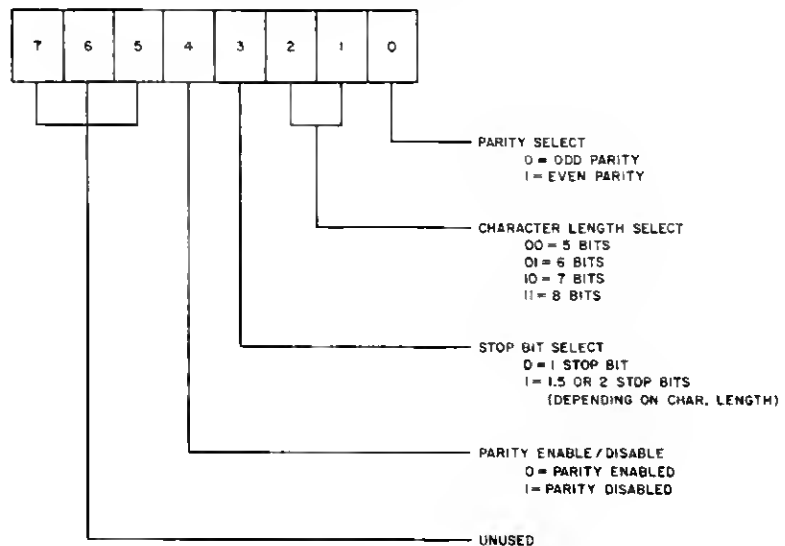 7 6 5 4 3 2 1 0
PARITY SELECT
0 = ODD PARITY
1 = EVEN PARITY
CHARACTER LENGTH SELECT
00 = 5 BITS
01 = 6 BITS
10 = 7 BITS
11 = 8 BITS
STOP BIT SELECT
0 = 1 STOP BIT
1 = 1.5 OR 2 STOP BITS
(DEPENDING ON CHAR. LENGTH)
PARITY ENABLE/DISABLE
0 = PARITY ENABLED
1 = PARITY DISABLED
UNUSED